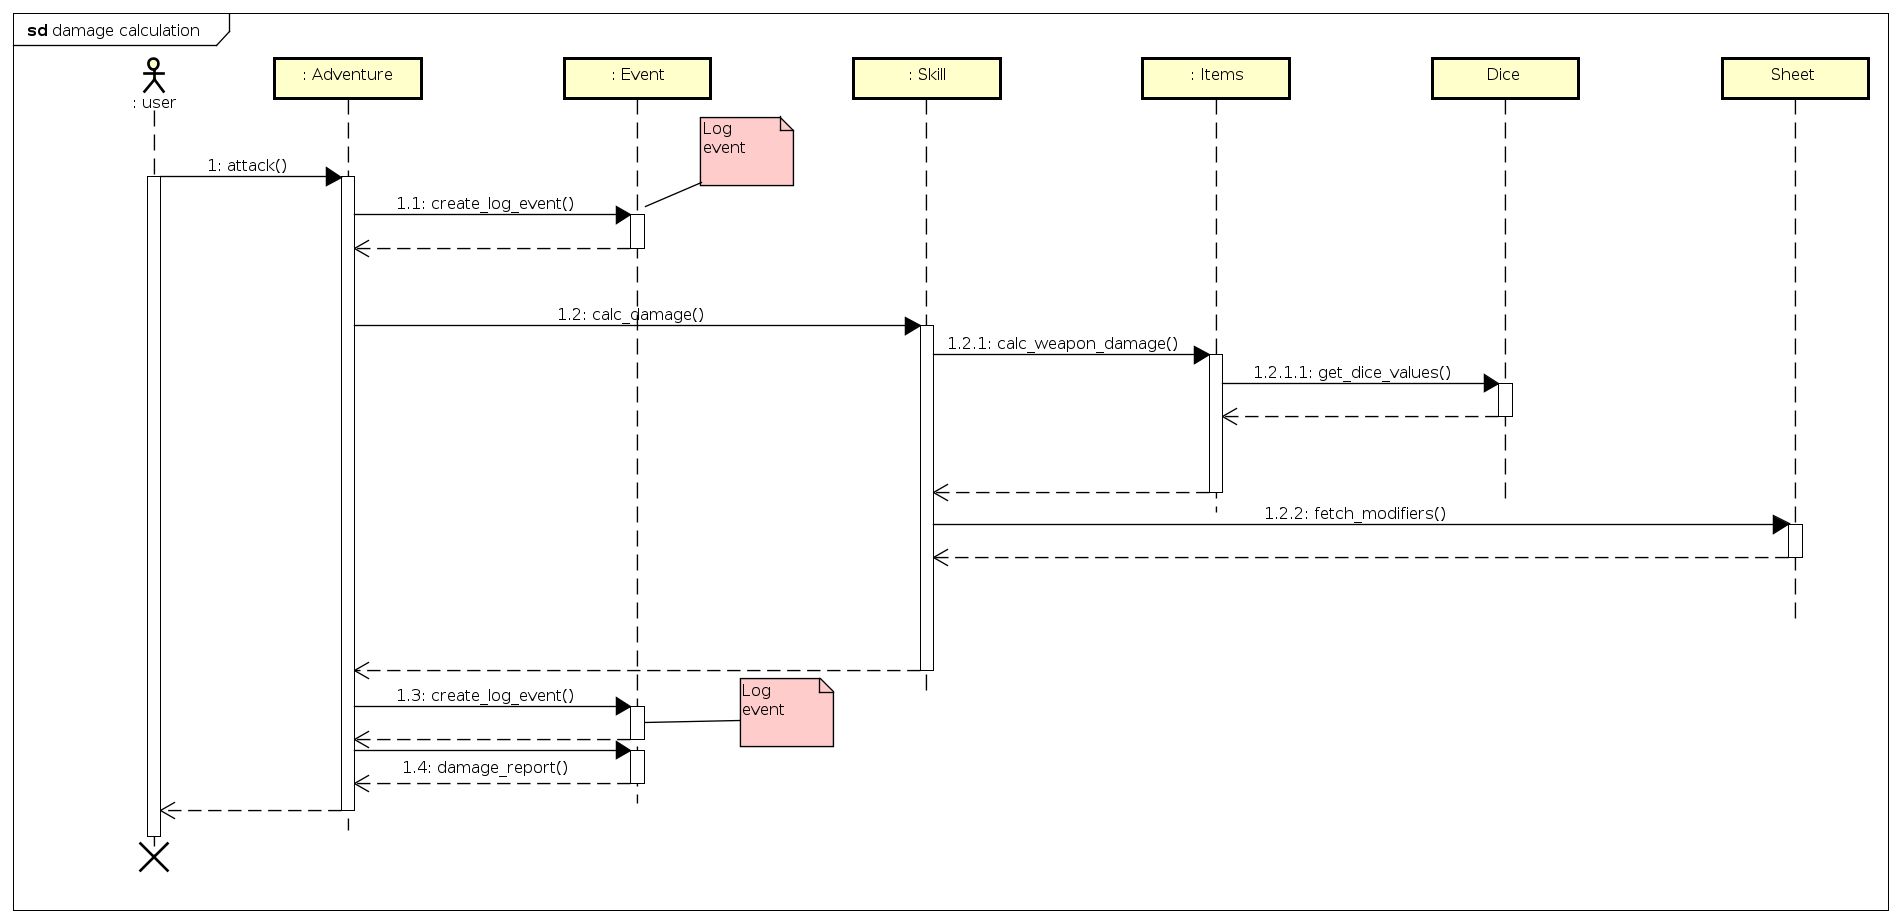 sd damage calculation
: user
: Adventure
: Event
: Skill
: Items
Dice
Sheet
Log
event
1: attack()
1.1: create_log_event()
1.2: calc_damage()
1.2.1: calc_weapon_damage()
1.2.1.1: get_dice_values()
1.2.2: fetch_modifiers()
Log
event
1.3: create_log_event()
1.4: damage_report()